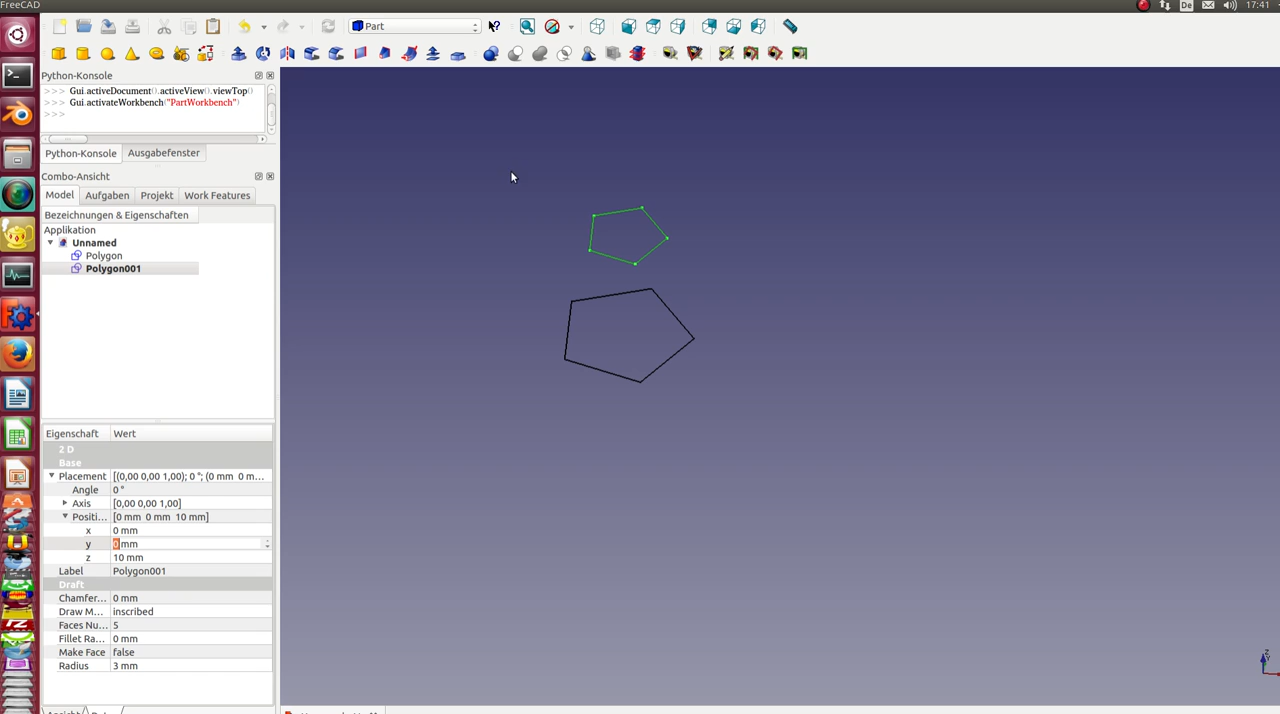 FreeCAD
De
17:41
Part
Python-Konsole
>>> Gui.activeDocument().activeView().viewTop()
>>> Gui.activateWorkbench("PartWorkbench")
>>>
Python-Konsole Ausgabefenster
Combo-Ansicht
Model Aufgaben Projekt Work Features
Bezeichnungen & Eigenschaften
Applikation
Unnamed
Polygon
Polygon001
Eigenschaft Wert
2 D
Base
Placement [(0,00 0,00 1,00); 0 °; (0 mm 0 m...
Angle 0 °
Axis [0,00 0,00 1,00]
Positi... [0 mm 0 mm 10 mm]
x 0 mm
y 0 mm
z 10 mm
Label Polygon001
Draft
Chamfer... 0 mm
Draw M... inscribed
Faces Nu... 5
Fillet Ra... 0 mm
Make Face false
Radius 3 mm